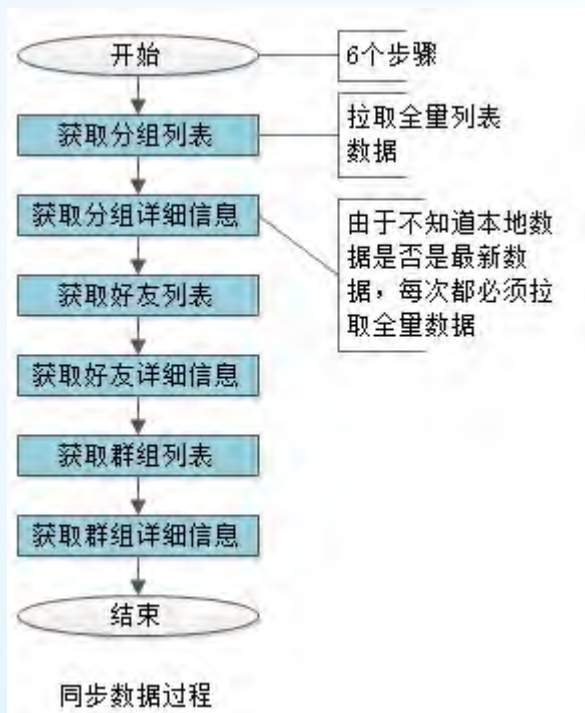 开始
6个步骤
获取分组列表
拉取全量列表
数据
获取分组详细信息
由于不知道本地数
据是否是最新数
据，每次都必须拉
取全量数据
获取好友列表
获取好友详细信息
获取群组列表
获取群组详细信息
结束
同步数据过程